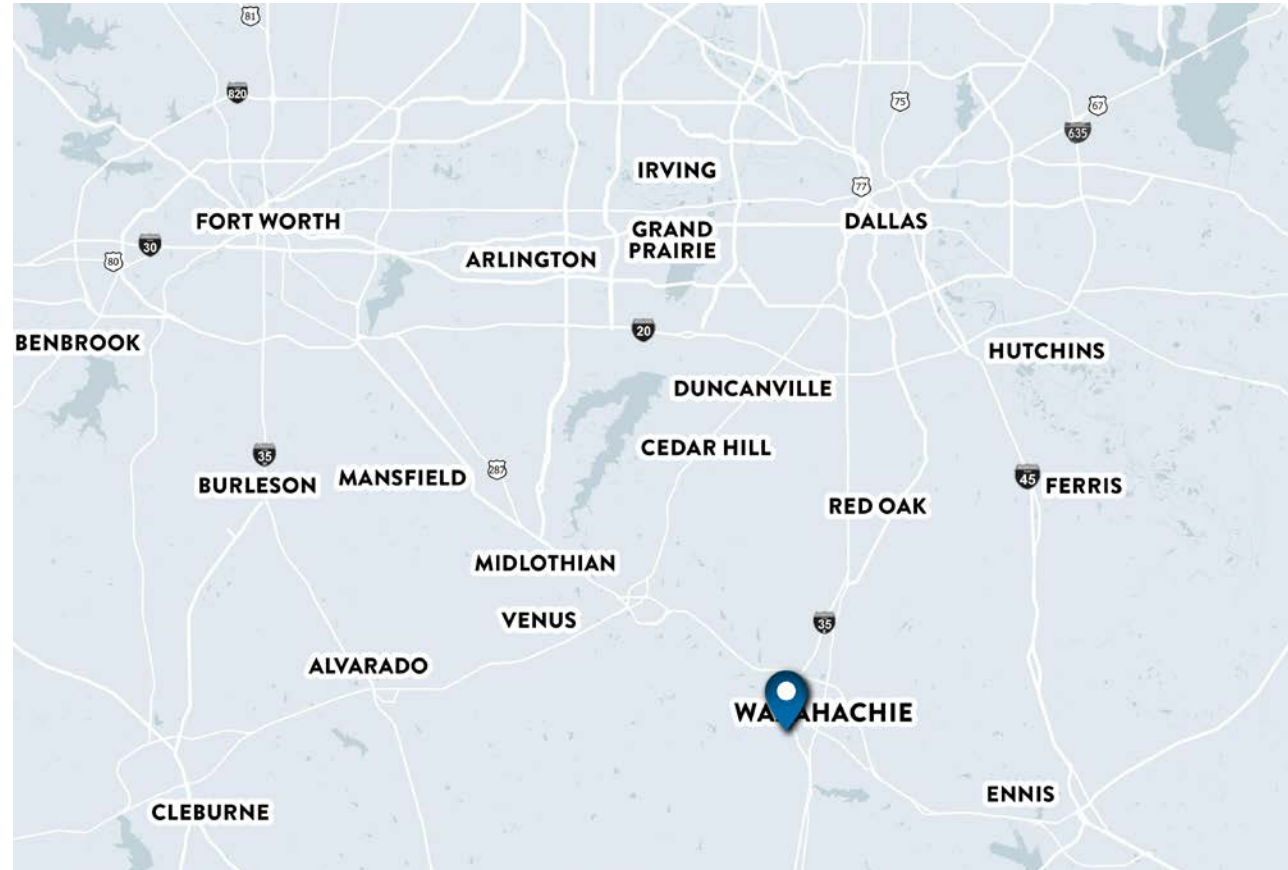 81
820
75
67
635
IRVING
77
FORT WORTH
DALLAS
GRAND
PRAIRIE
30
ARLINGTON
80
20
BENBROOK
HUTCHINS
DUNCANVILLE
CEDAR HILL
35
MANSFIELD
287
BURLESON
45
FERRIS
RED OAK
MIDLOTHIAN
VENUS
35
ALVARADO
WA AHACHIE
ENNIS
CLEBURNE